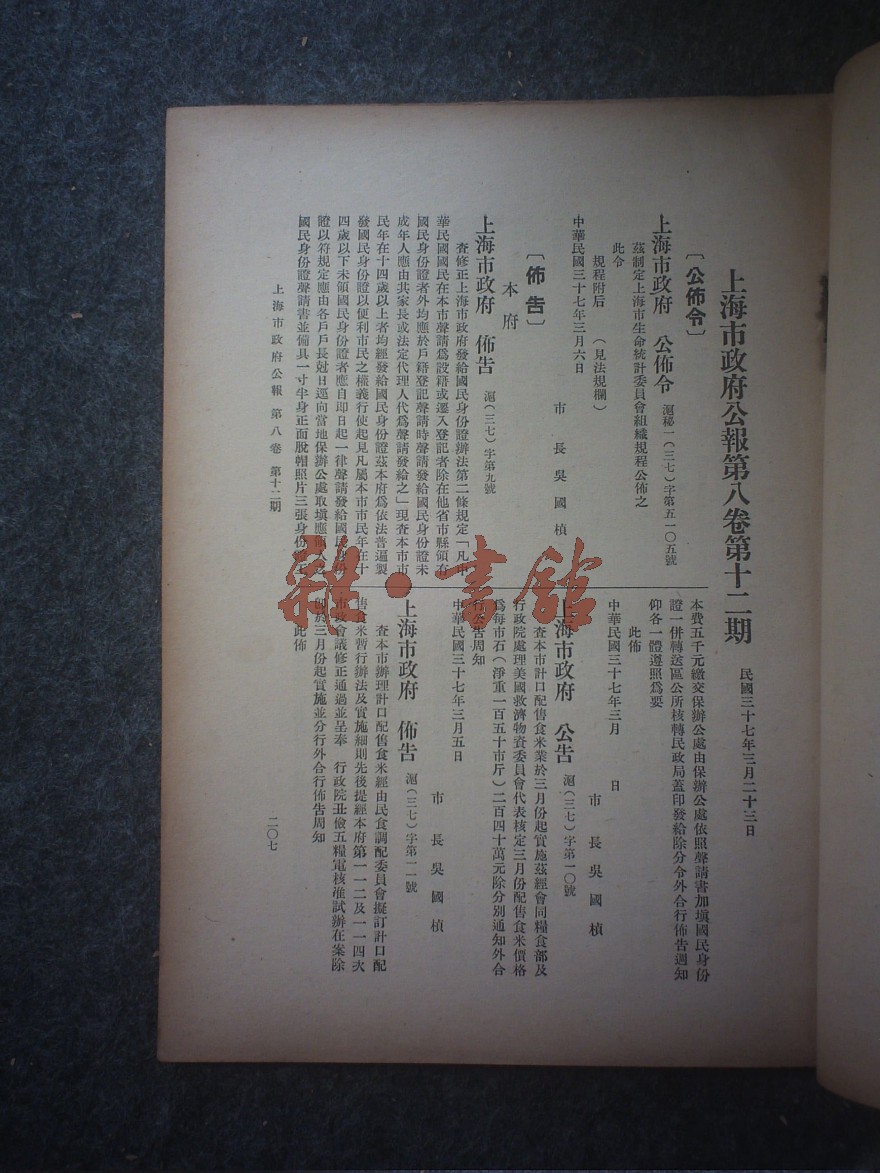 上海市政府公報第八卷第十二期
民國三十七年三月二十三日
〔公佈令〕
上海市政府 公佈令 滬秘一(三七)字第五一〇五號
茲制定上海市生命統計委員會組織規程公佈之
此令
規程附后 (見法規欄)
中華民國三十七年三月六日
市 長 吳 國 楨
〔佈告〕
本府
上海市政府 佈告 滬(三七)字第九號
查修正上海市政府發給國民身份證辦法第二條規定「凡中
華民國國民在本市聲請為設籍或遷入登記者除在他省市縣領有
國民身份證者外均應於戶籍登記聲請時聲請發給國民身份證未
成年人應由其家長或法定代理人代為聲請發給之」現查本市市
民年在十四歲以上者均經發給國民身份證茲本府為依法普遍製
發國民身份證以便利市民之權義行使起見凡屬本市市民年在十
四歲以下未領國民身份證者應自即日起一律聲請發給國民身份
證以符規定應由各戶戶長尅日逕向當地保辦公處取填應
國民身份證聲請書並備具一寸半身正面脫帽照片三張身份
本費五千元繳交保辦公處由保辦公處依照聲請書加填國民身份
證一併轉送區公所核轉民政局蓋印發給除分令外合行佈告週知
仰各一體遵照為要
此佈
中華民國三十七年三月 日
市 長 吳 國 楨
上海市政府 公告 滬(三七)字第一〇號
查本市計口配售食米業於三月份起實施茲經會同糧食部及
行政院處理美國救濟物資委員會代表核定三月份配售食米價格
為每市石(淨重一百五十市斤)二百四十萬元除分別通知外合
行公告周知
中華民國三十七年三月五日
市 長 吳 國 楨
上海市政府 佈告 滬(三七)字第一一號
查本市辦理計口配售食米經由民食調配委員會擬訂計口配
售食米暫行辦法及實施細則先後提經本府第一一二及一一四次
市政會議修正通過並呈奉 行政院丑儉五糧電核准試辦在案除
即於三月份起實施並分行外合行佈告周知
此佈
上海市政府公報 第八卷 第十二期
二〇七
雜·書館